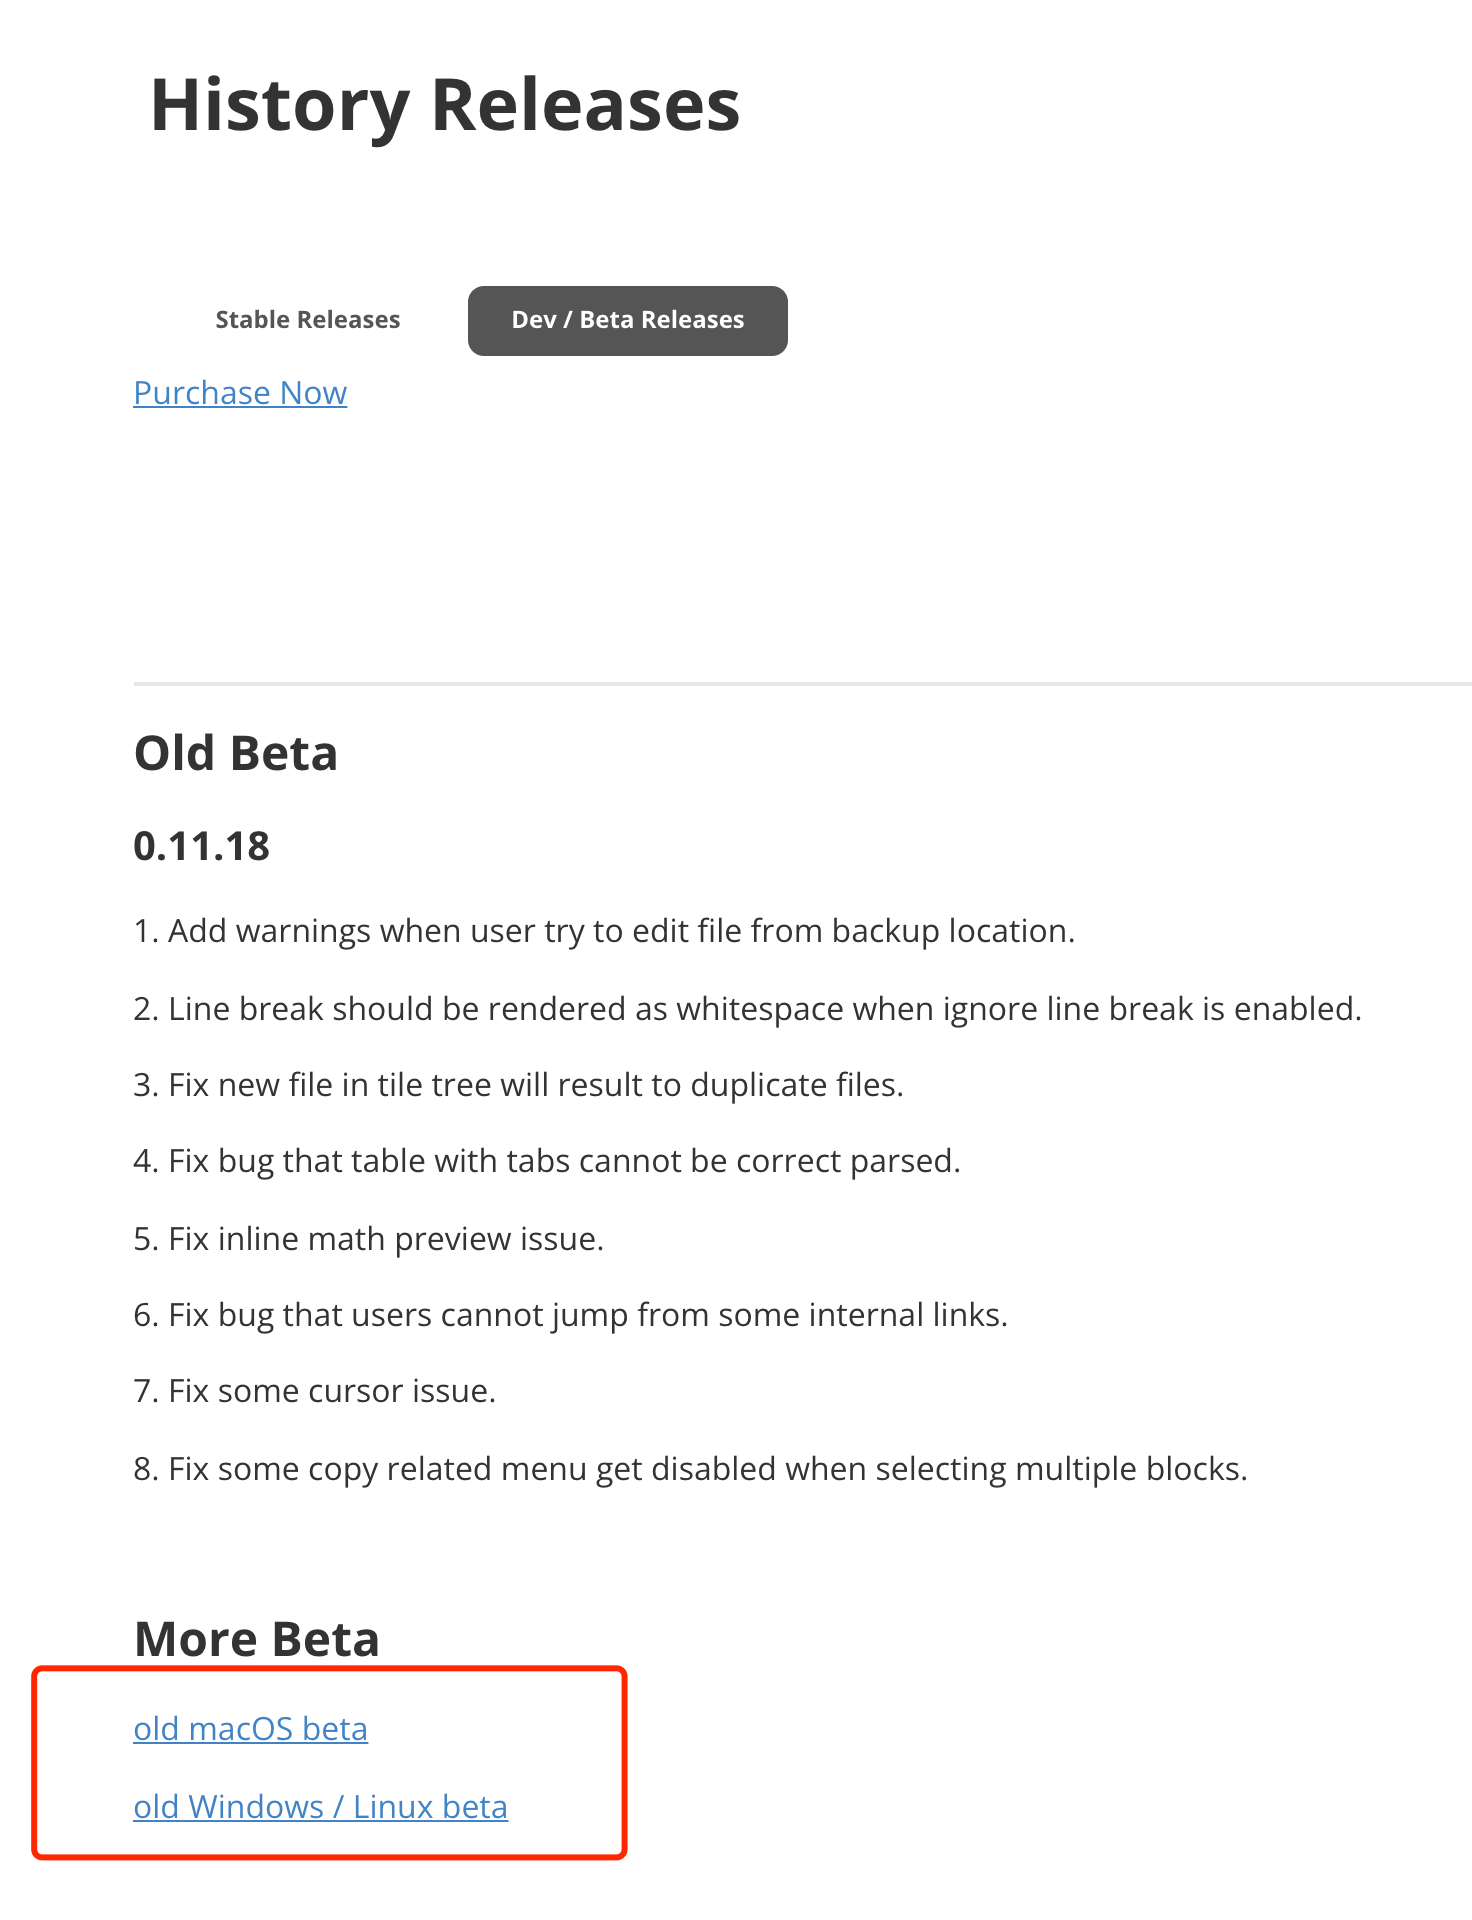 History Releases
Stable Releases
Dev / Beta Releases
Purchase Now
Old Beta
0.11.18
1. Add warnings when user try to edit file from backup location.
2. Line break should be rendered as whitespace when ignore line break is enabled.
3. Fix new file in tile tree will result to duplicate files.
4. Fix bug that table with tabs cannot be correct parsed.
5. Fix inline math preview issue.
6. Fix bug that users cannot jump from some internal links.
7. Fix some cursor issue.
8. Fix some copy related menu get disabled when selecting multiple blocks.
More Beta
old macOS beta
old Windows / Linux beta